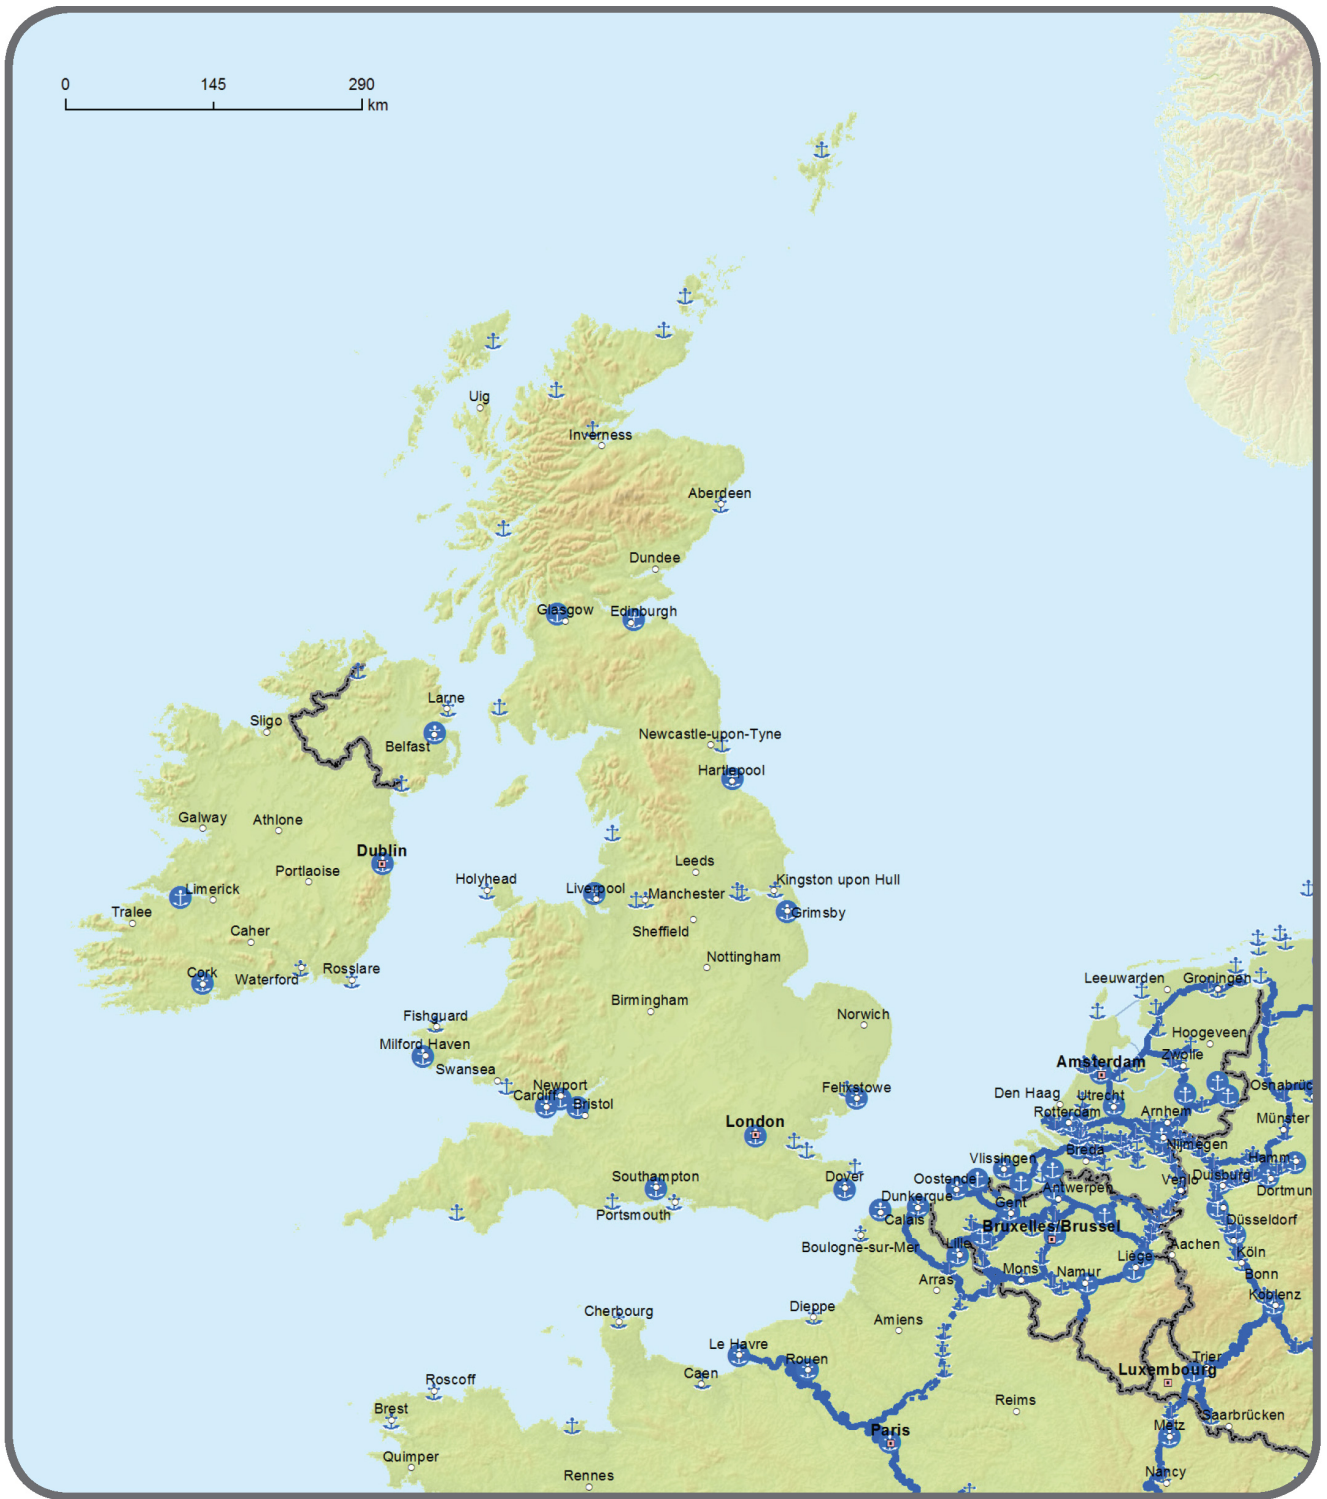 0 145 290
km
Uig
Inverness
Aberdeen
Dundee
Glasgow
Edinburgh
Larne
Sligo
Belfast
Newcastle-upon-Tyne
Hartlepool
Galway
Athlone
Dublin
Portlaoise
Leeds
Holyhead
Liverpool
Manchester
Kingston upon Hull
Limerick
Tralee
Grimsby
Caher
Sheffield
Nottingham
Cork
Waterford
Rosslare
Leeuwarden
Groningen
Birmingham
Norwich
Fishguard
Hoogeveen
Milford Haven
Zwolle
Amsterdam
Swansea
Newport
Felixstowe
Osnabrüc
Cardiff
Bristol
Den Haag
Utrecht
Rotterdam
Arnhem
Münster
London
Nijmegen
Breda
Hamm
Vlissingen
Southampton
Dover
Oostende
Venlo
Duisburg
Antwerpen
Dortmun
Dunkerque
Gent
Portsmouth
Calais
Düsseldorf
Bruxelles/Brussel
Boulogne-sur-Mer
Lille
Aachen
Liège
Köln
Arras
Mons
Namur
Bonn
Koblenz
Cherbourg
Dieppe
Amiens
Le Havre
Rouen
Trier
Caen
Luxembourg
Roscoff
Reims
Brest
Saarbrücken
Paris
Metz
Quimper
Rennes
Nancy